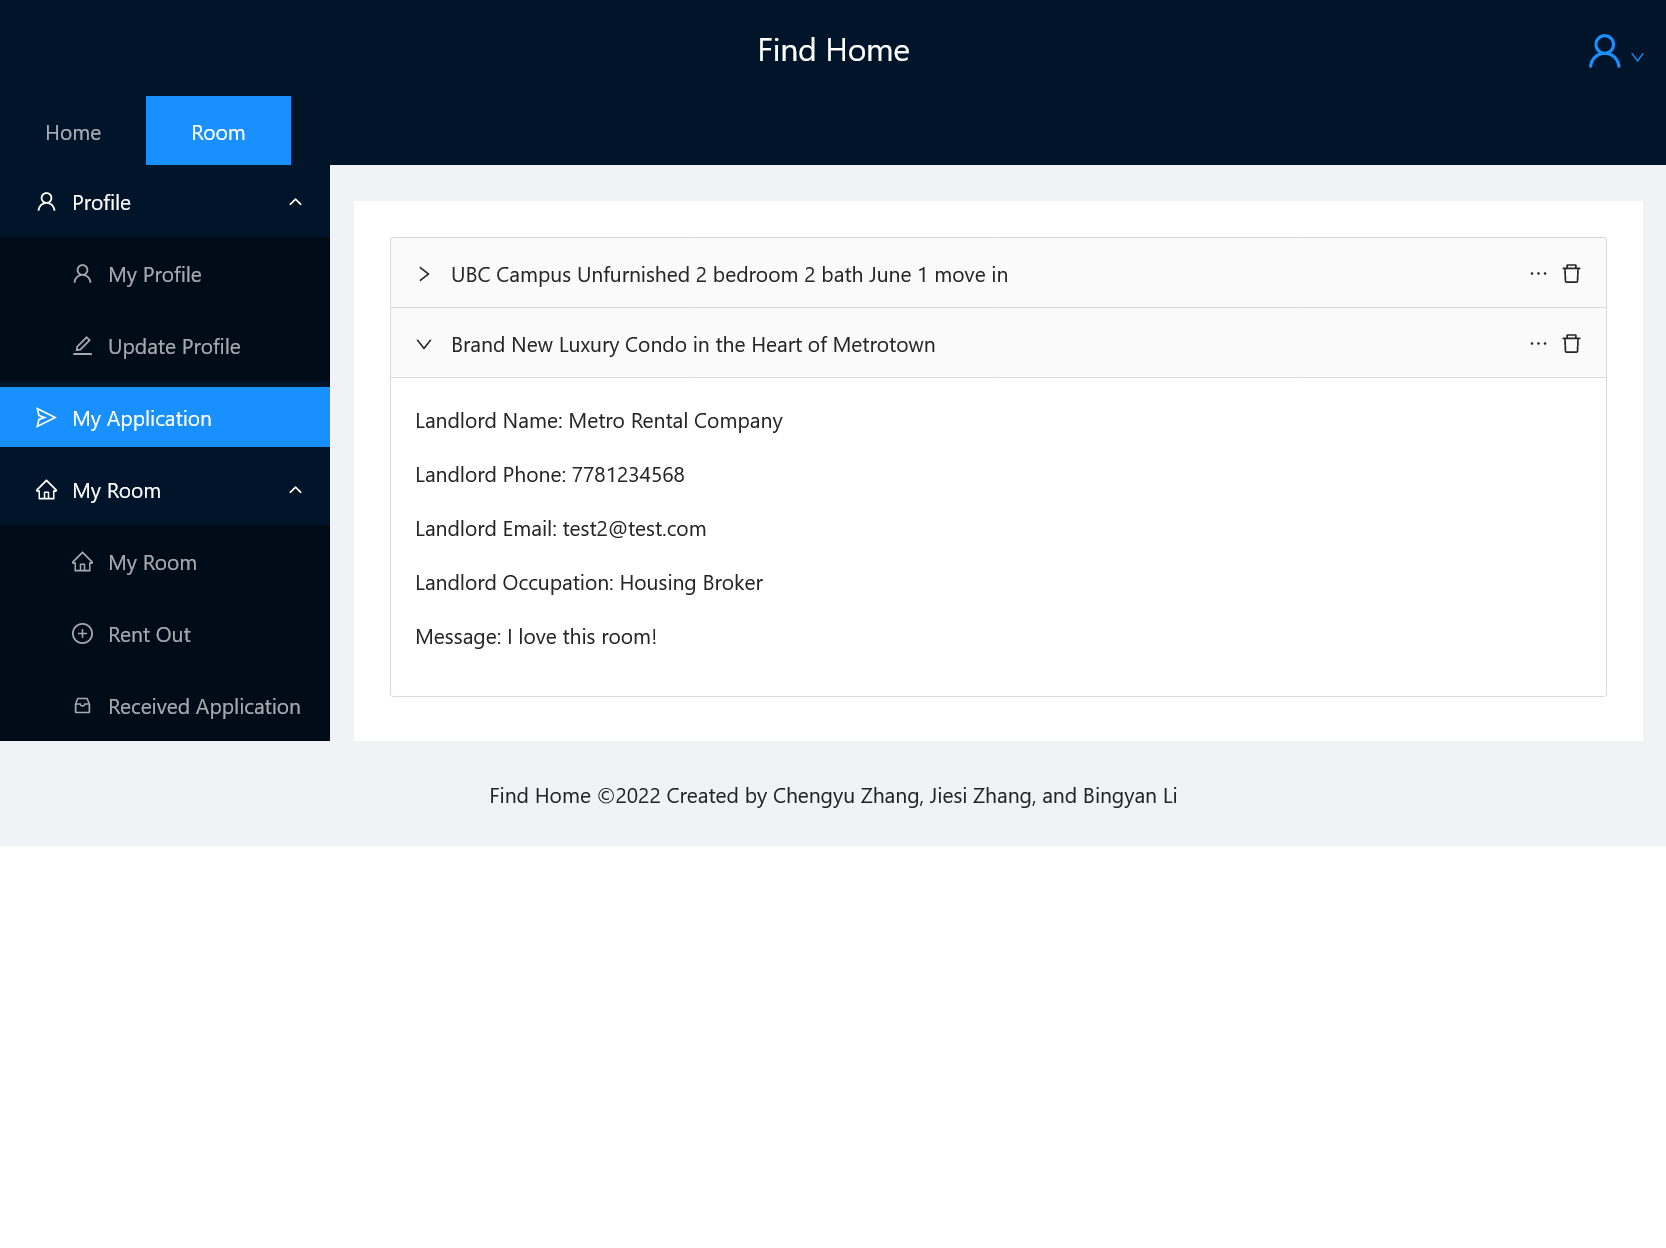 Find Home
Home
Room
Profile
My Profile
Update Profile
My Application
My Room
My Room
Rent Out
Received Application
UBC Campus Unfurnished 2 bedroom 2 bath June 1 move in
Brand New Luxury Condo in the Heart of Metrotown
Landlord Name: Metro Rental Company
Landlord Phone: 7781234568
Landlord Email: test2@test.com
Landlord Occupation: Housing Broker
Message: I love this room!
Find Home ©2022 Created by Chengyu Zhang, Jiesi Zhang, and Bingyan Li